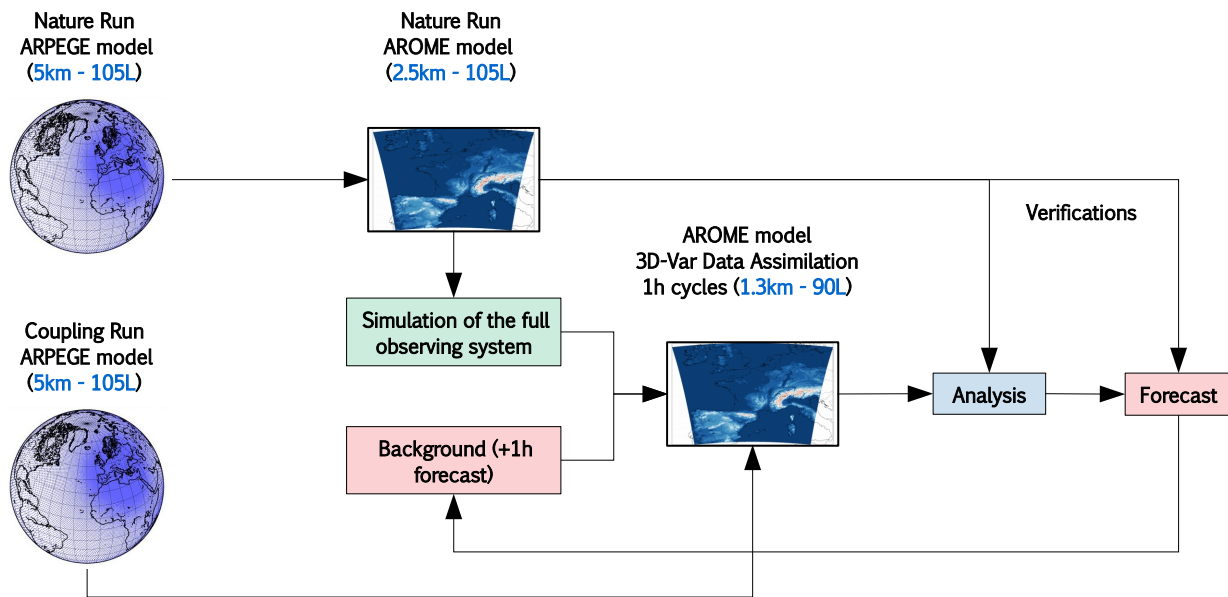 Nature Run
ARPEGE model
(5km - 105L)
Nature Run
AROME model
(2.5km - 105L)
Verifications
AROME model
3D-Var Data Assimilation
1h cycles (1.3km - 90L)
Simulation of the full
observing system
Coupling Run
ARPEGE model
(5km - 105L)
Analysis
Forecast
Background (+1h
forecast)